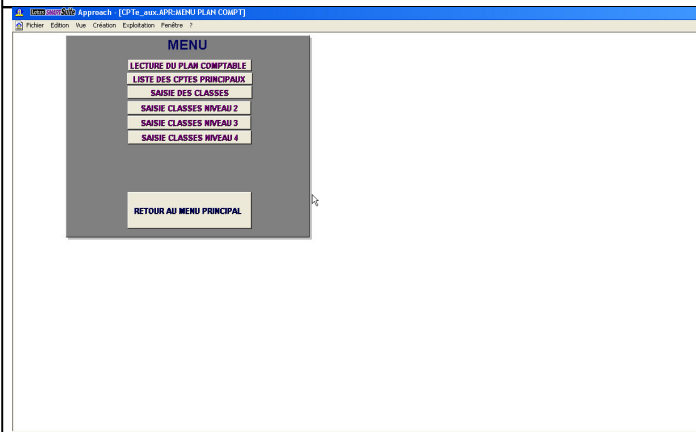 Lotus SMARTSuite Approach - [CPTe_aux.APR:MENU PLAN COMPT]
Fichier Edition Vue Création Exploitation Fenêtre ?
MENU
LECTURE DU PLAN COMPTABLE
LISTE DES CPTES PRINCIPAUX
SAISIE DES CLASSES
SAISIE CLASSES NIVEAU 2
SAISIE CLASSES NIVEAU 3
SAISIE CLASSES NIVEAU 4
RETOUR AU MENU PRINCIPAL